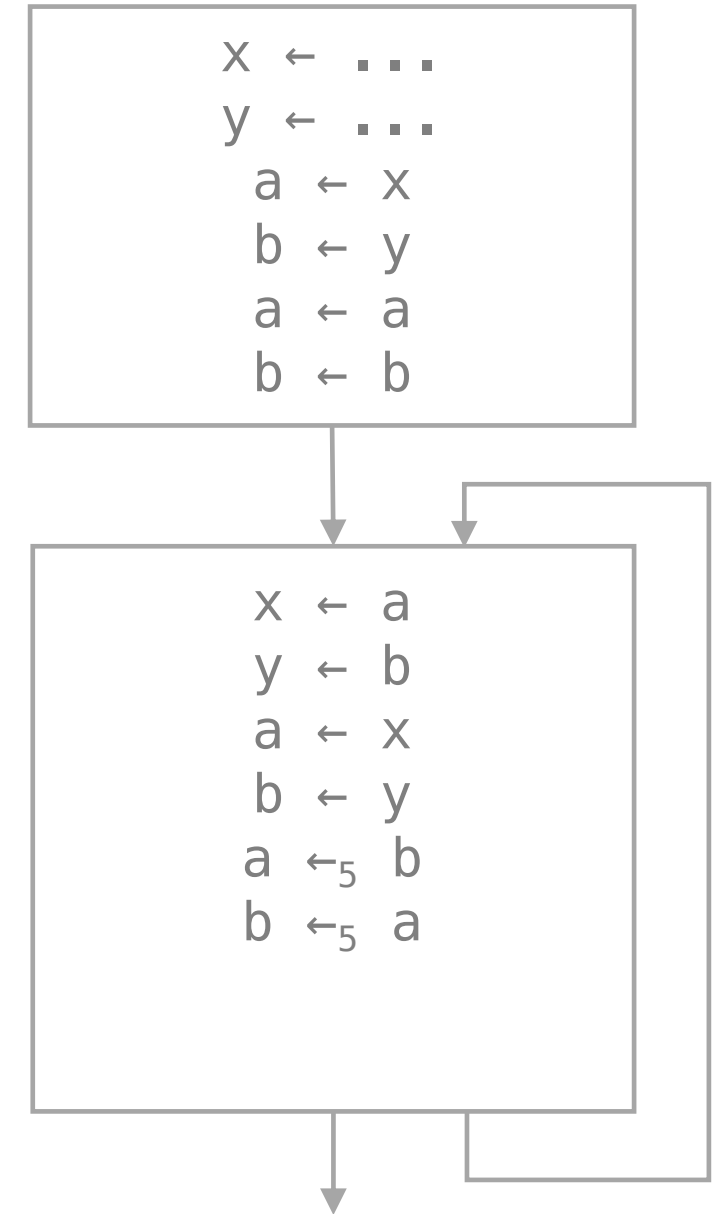 x ← ...
y ← ...
a ← x
b ← y
a ← a
b ← b
x ← a
y ← b
a ← x
b ← y
a ←₅ b
b ←₅ a